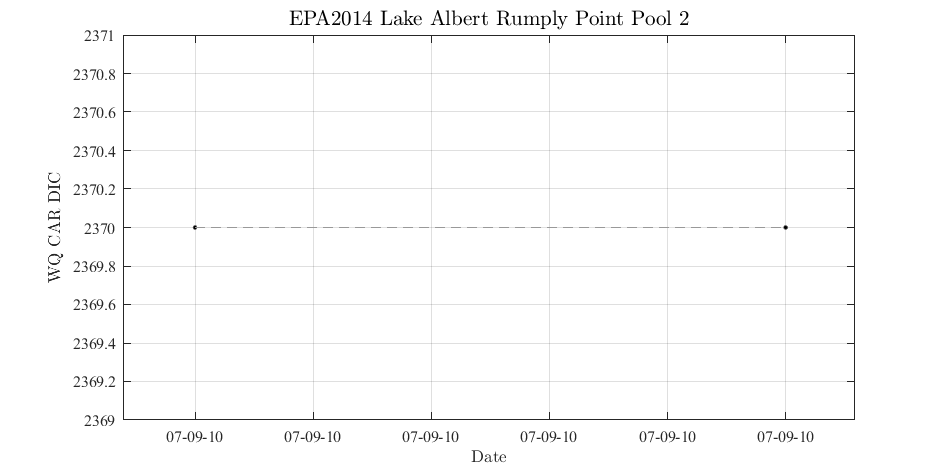 EPA2014 Lake Albert Rumply Point Pool 2
2371
2370.8
2370.6
2370.4
2370.2
2370
2369.8
2369.6
2369.4
2369.2
2369
WQ CAR DIC
07-09-10 07-09-10 07-09-10 07-09-10 07-09-10 07-09-10
Date